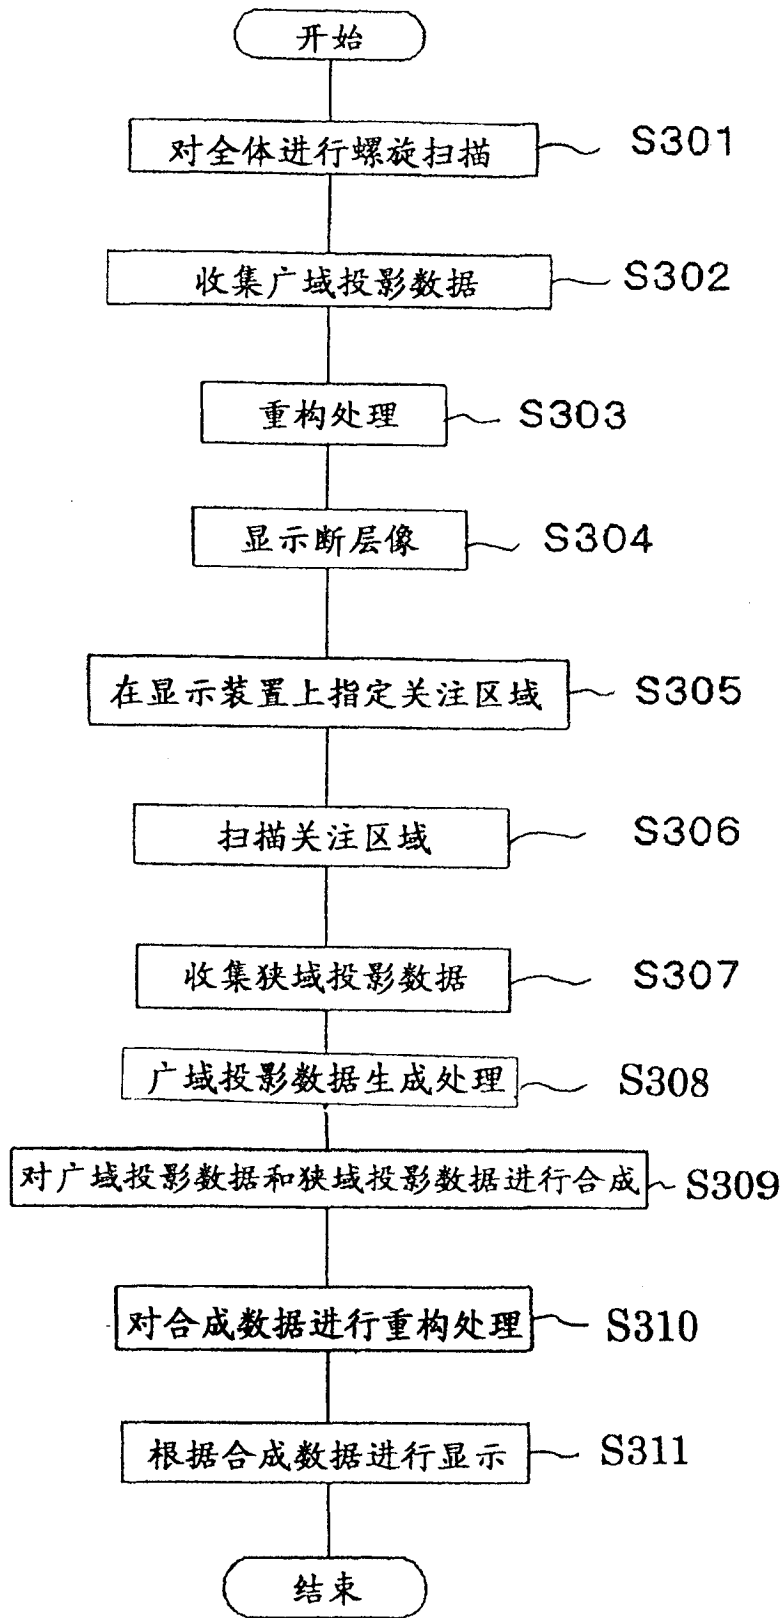 开始
对全体进行螺旋扫描 S301
收集广域投影数据 S302
重构处理 S303
显示断层像 S304
在显示装置上指定关注区域 S305
扫描关注区域 S306
收集狭域投影数据 S307
广域投影数据生成处理 S308
对广域投影数据和狭域投影数据进行合成 S309
对合成数据进行重构处理 S310
根据合成数据进行显示 S311
结束